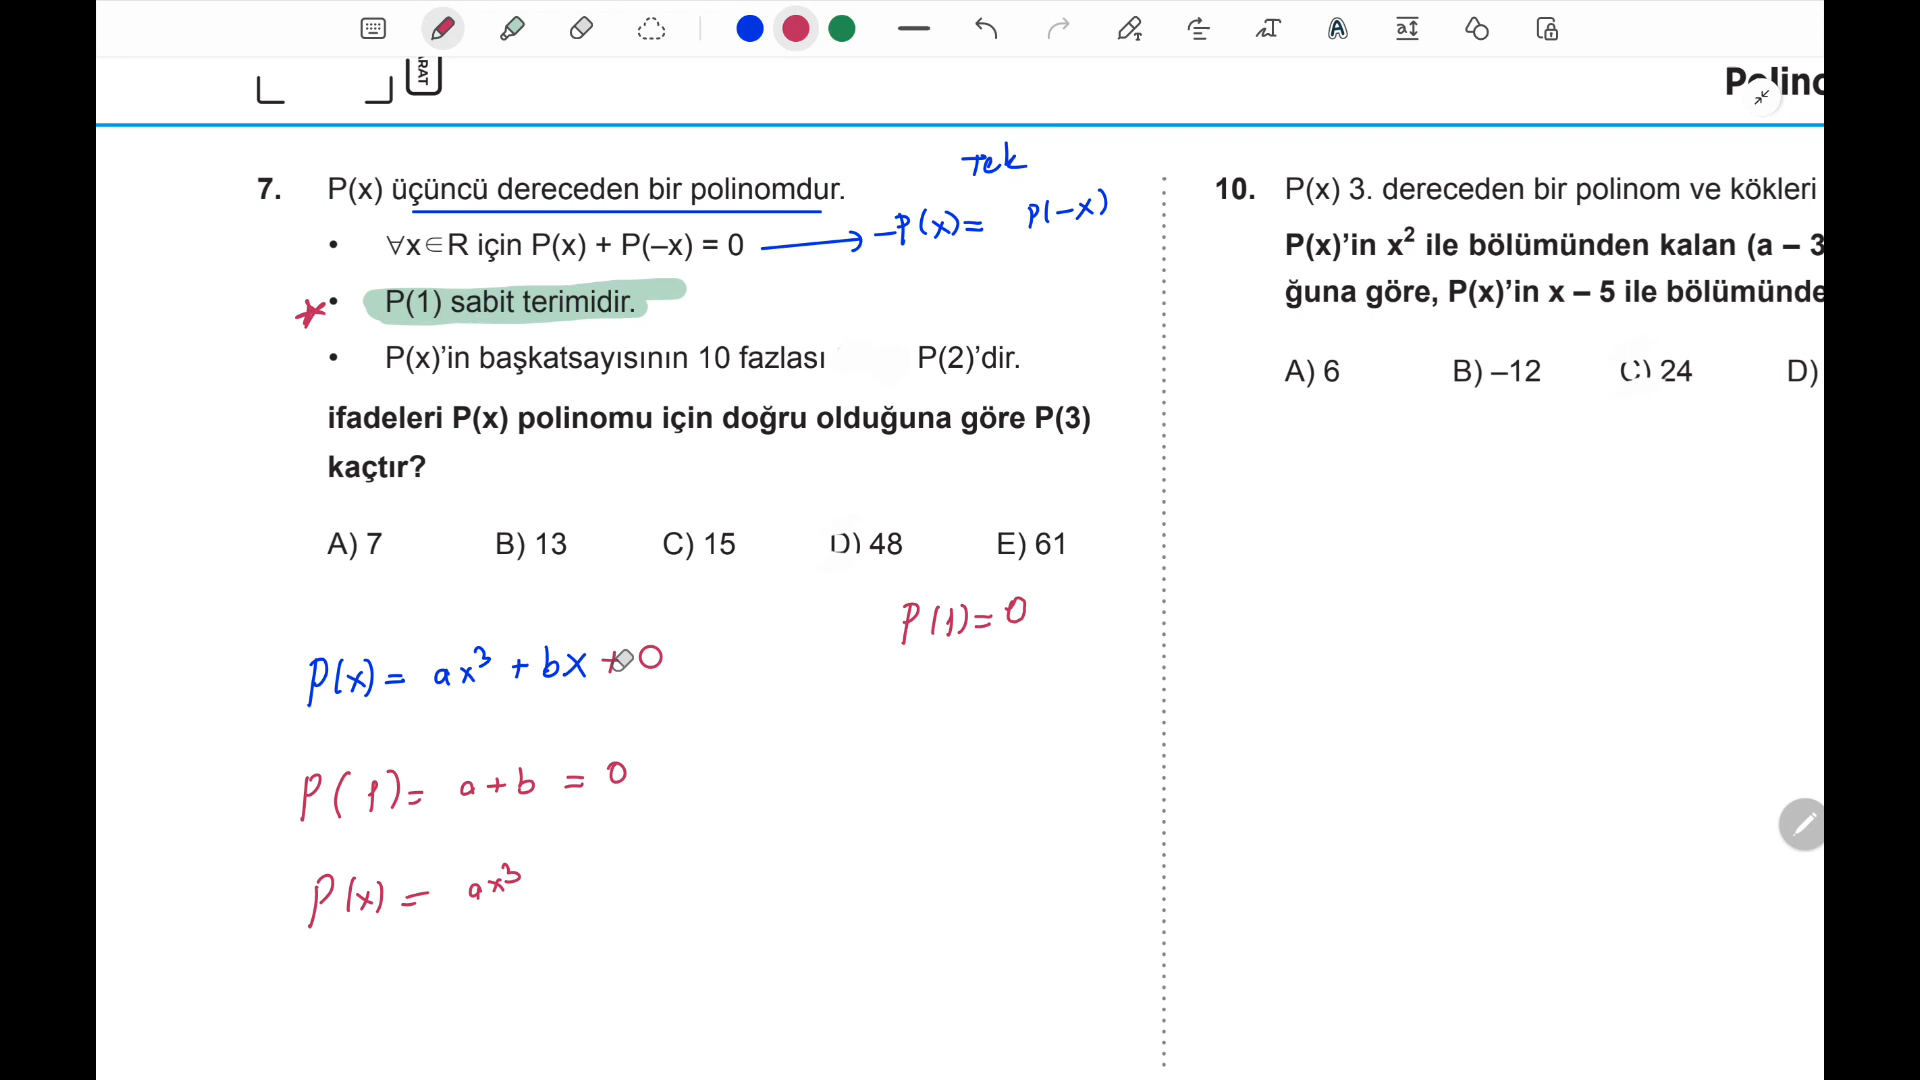 Polino
7. P(x) üçüncü dereceden bir polinomdur.
Tek
• ∀x∈R için P(x) + P(–x) = 0 → –P(x)= P(–x)
• P(1) sabit terimidir.
• P(x)'in başkatsayısının 10 fazlası P(2)'dir.
ifadeleri P(x) polinomu için doğru olduğuna göre P(3)
kaçtır?
A) 7 B) 13 C) 15 D) 48 E) 61
P(1)=0
P(x)= ax³ + bx + 0
P(1)= a+b = 0
P(x) = ax³
10. P(x) 3. dereceden bir polinom ve kökleri
P(x)'in x² ile bölümünden kalan (a – 3
ğuna göre, P(x)'in x – 5 ile bölümünde
A) 6 B) –12 C) 24 D)